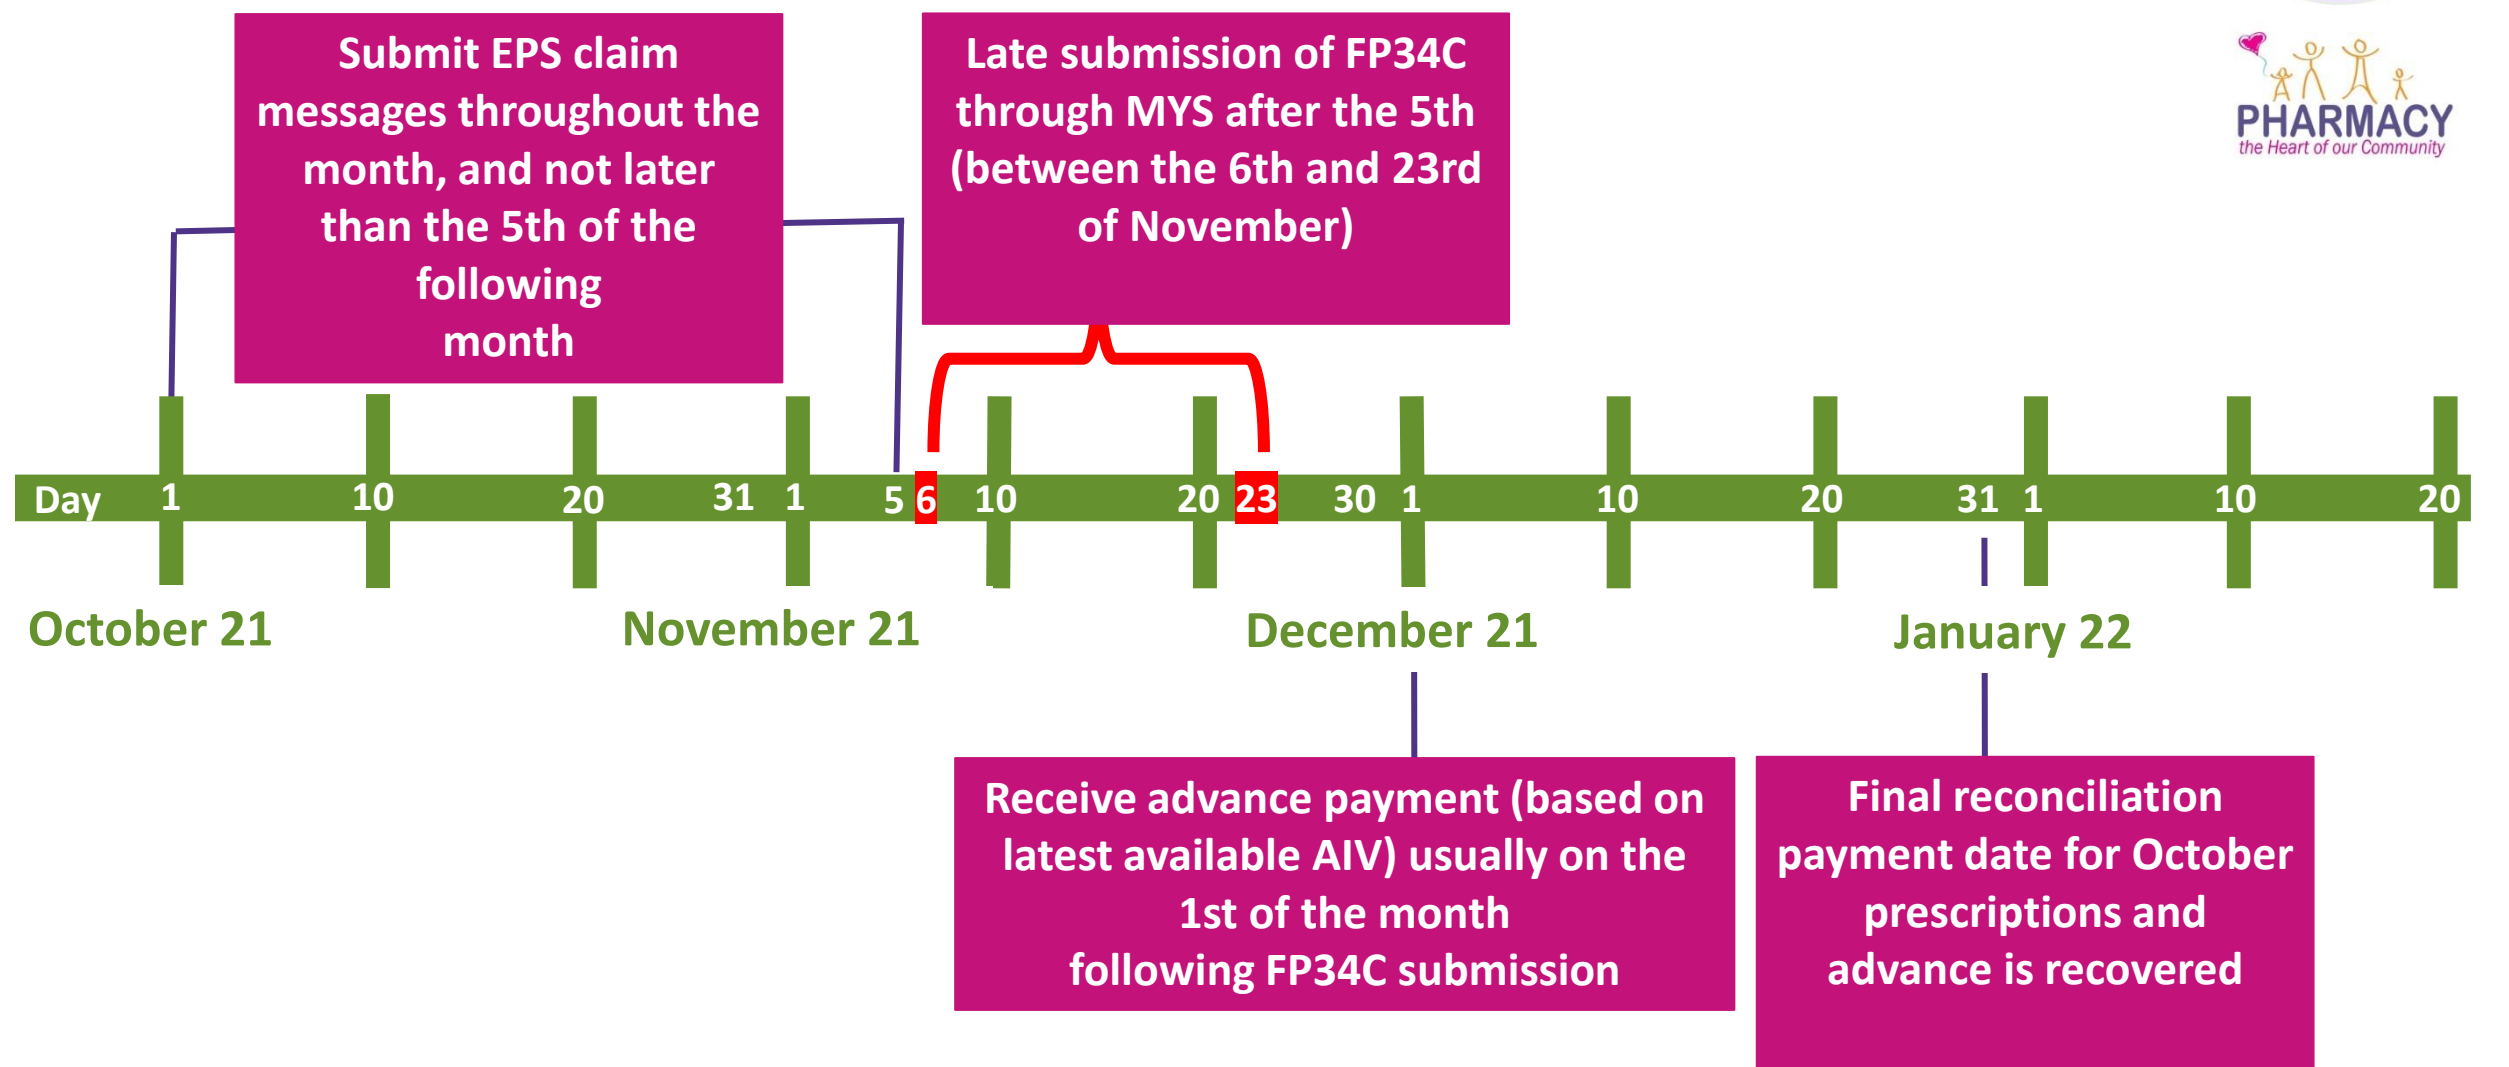 Submit EPS claim
messages throughout the
month, and not later
than the 5th of the
following
month
Late submission of FP34C
through MYS after the 5th
(between the 6th and 23rd
of November)
PHARMACY
the Heart of our Community
Day 1 10 20 31 1 5 6 10 20 23 30 1 10 20 31 1 10 20
October 21 November 21 December 21 January 22
Receive advance payment (based on
latest available AIV) usually on the
1st of the month
following FP34C submission
Final reconciliation
payment date for October
prescriptions and
advance is recovered